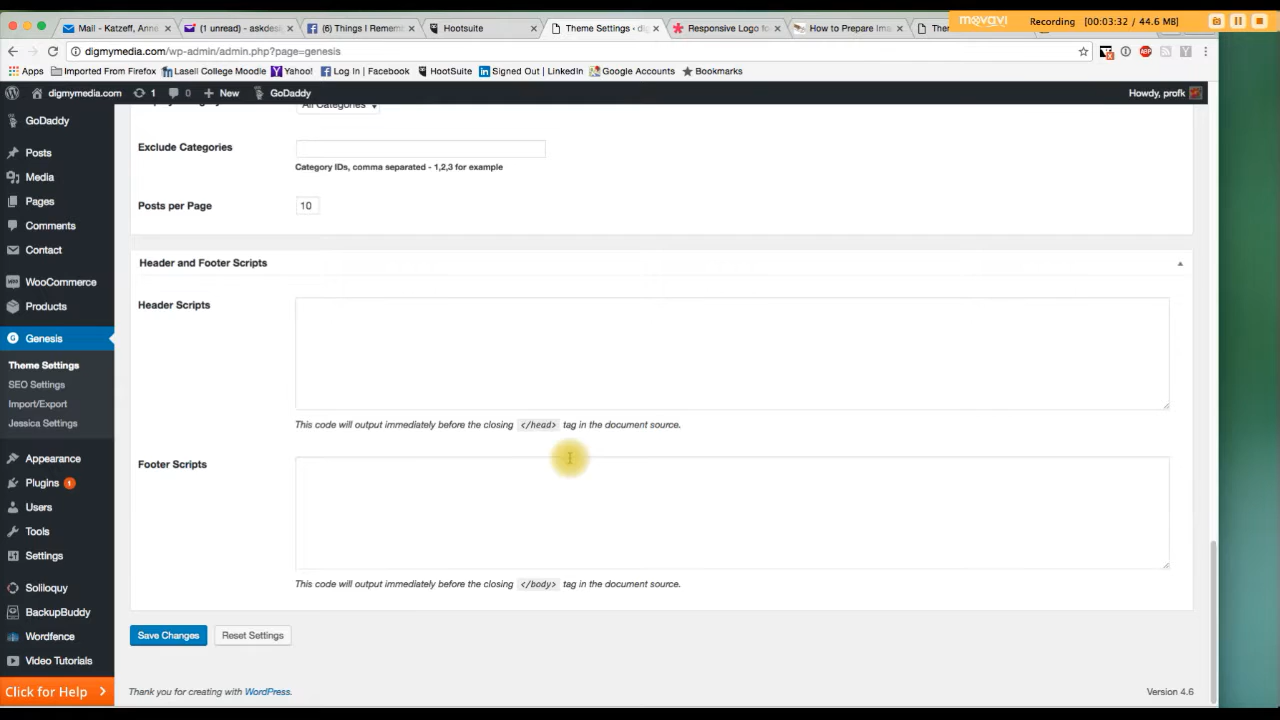 Mail - Katzeff, Anne
(1 unread) - askdesi
(6) Things I Rememb
Hootsuite
Theme Settings ‹ dig
Responsive Logo fo
How to Prepare Ima
movavi
Recording [00:03:32 / 44.6 MB]
digmymedia.com/wp-admin/admin.php?page=genesis
Apps
Imported From Firefox
Lasell College Moodle
Yahoo!
Log In | Facebook
HootSuite
Signed Out | LinkedIn
Google Accounts
Bookmarks
digmymedia.com
1
0
New
GoDaddy
Howdy, profk
GoDaddy
Posts
Media
Pages
Comments
Contact
WooCommerce
Products
Genesis
Theme Settings
SEO Settings
Import/Export
Jessica Settings
Appearance
Plugins 1
Users
Tools
Settings
Soliloquy
BackupBuddy
Wordfence
Video Tutorials
Click for Help
All Categories
Exclude Categories
Category IDs, comma separated - 1,2,3 for example
Posts per Page
10
Header and Footer Scripts
Header Scripts
This code will output immediately before the closing </head> tag in the document source.
Footer Scripts
This code will output immediately before the closing </body> tag in the document source.
Save Changes
Reset Settings
Thank you for creating with WordPress.
Version 4.6